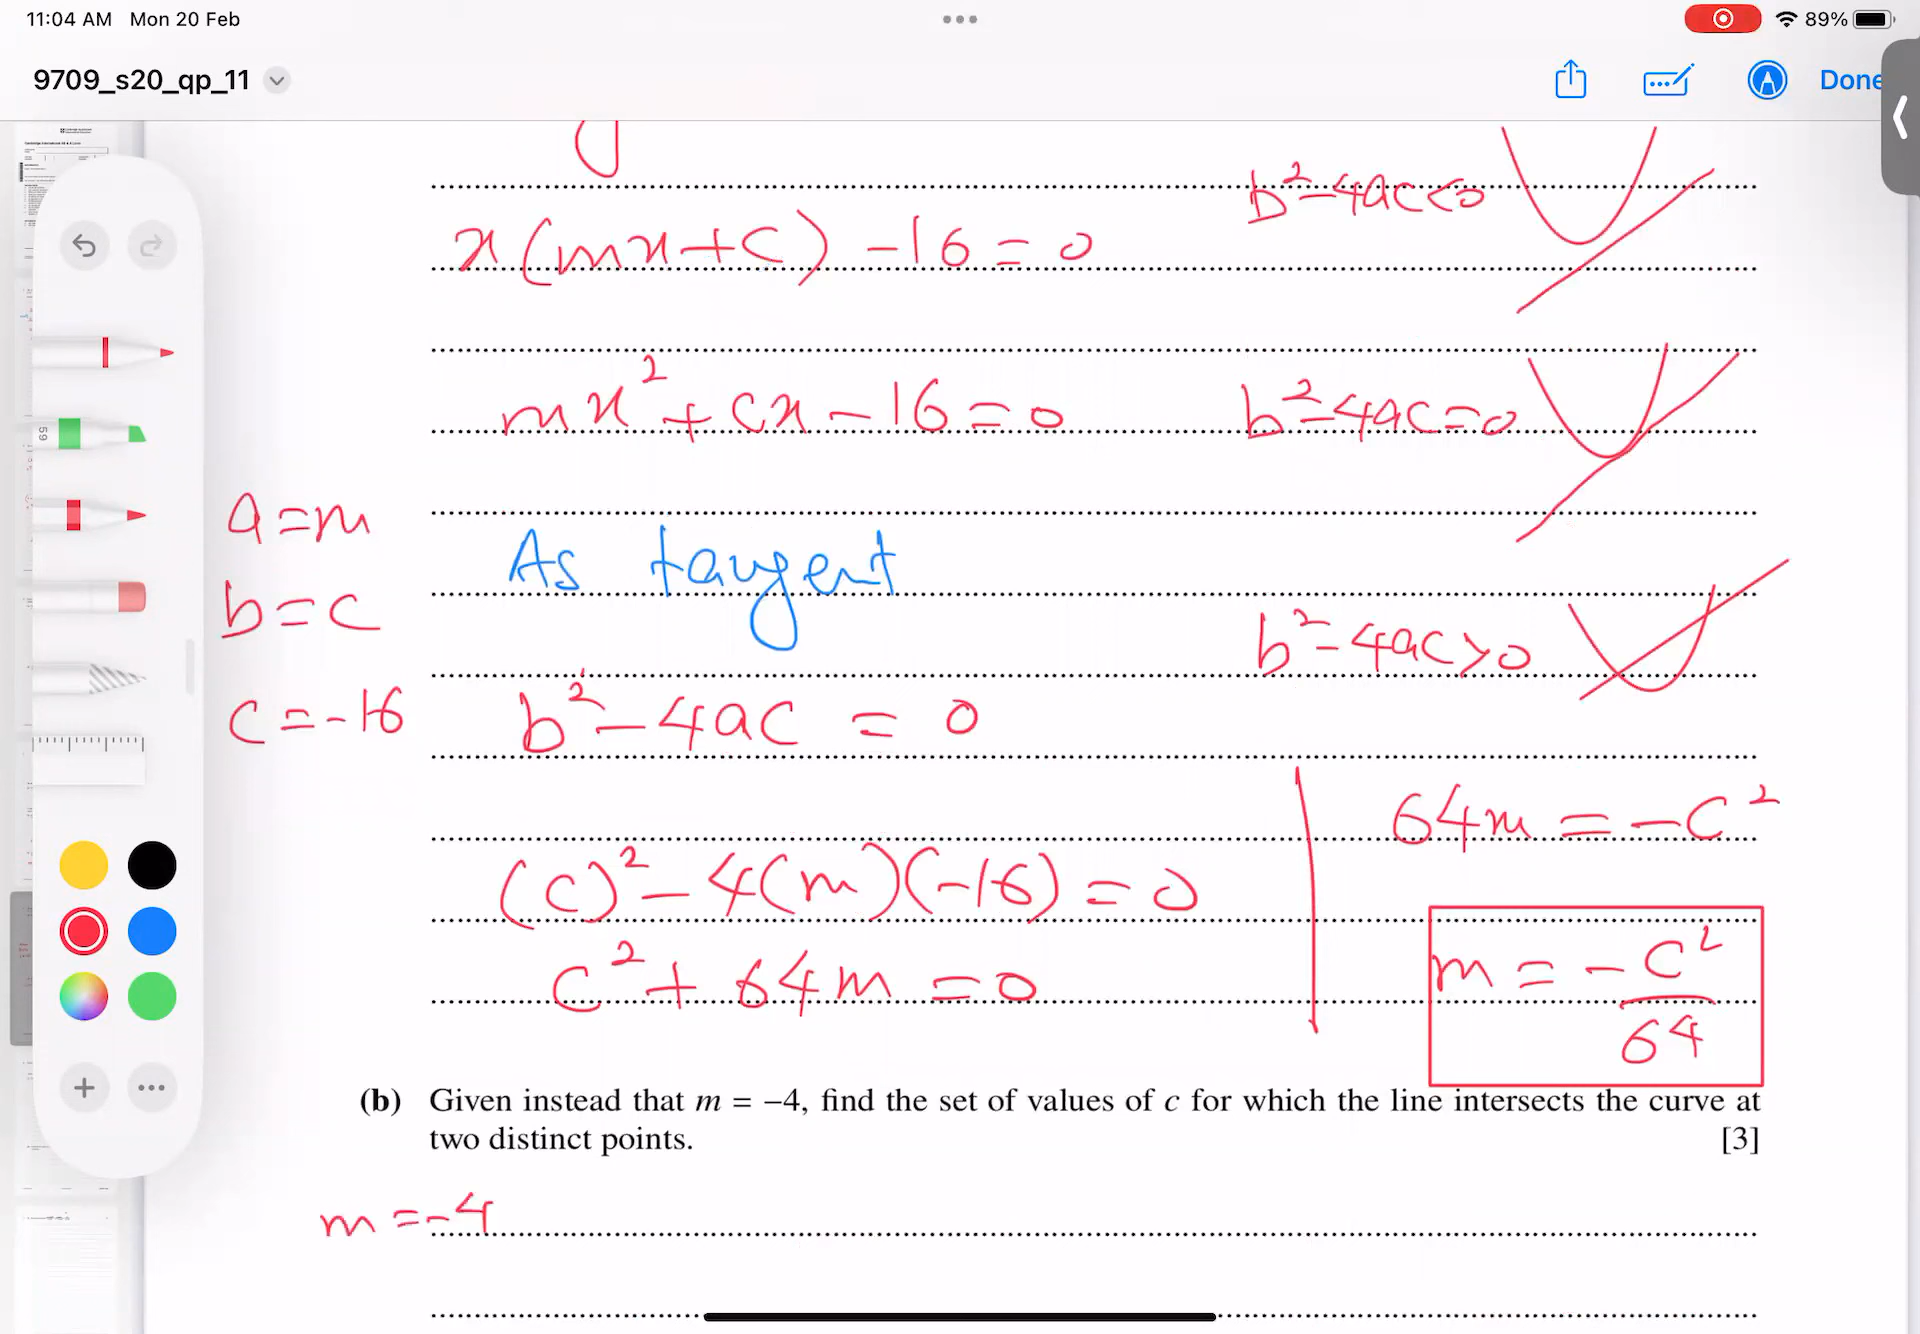 11:04 AM Mon 20 Feb
89%
9709_s20_qp_11
Done
x(mx+c) -16 = 0
b²-4ac<0
mx²+cx-16=0
b²-4ac=0
a=m
As tangent
b=c
b²-4ac>0
c=-16
b²-4ac = 0
64m = -c²
(c)²-4(m)(-16)=0
m = -c²/64
c²+64m=0
(b) Given instead that m = −4, find the set of values of c for which the line intersects the curve at
two distinct points. [3]
m=-4
59